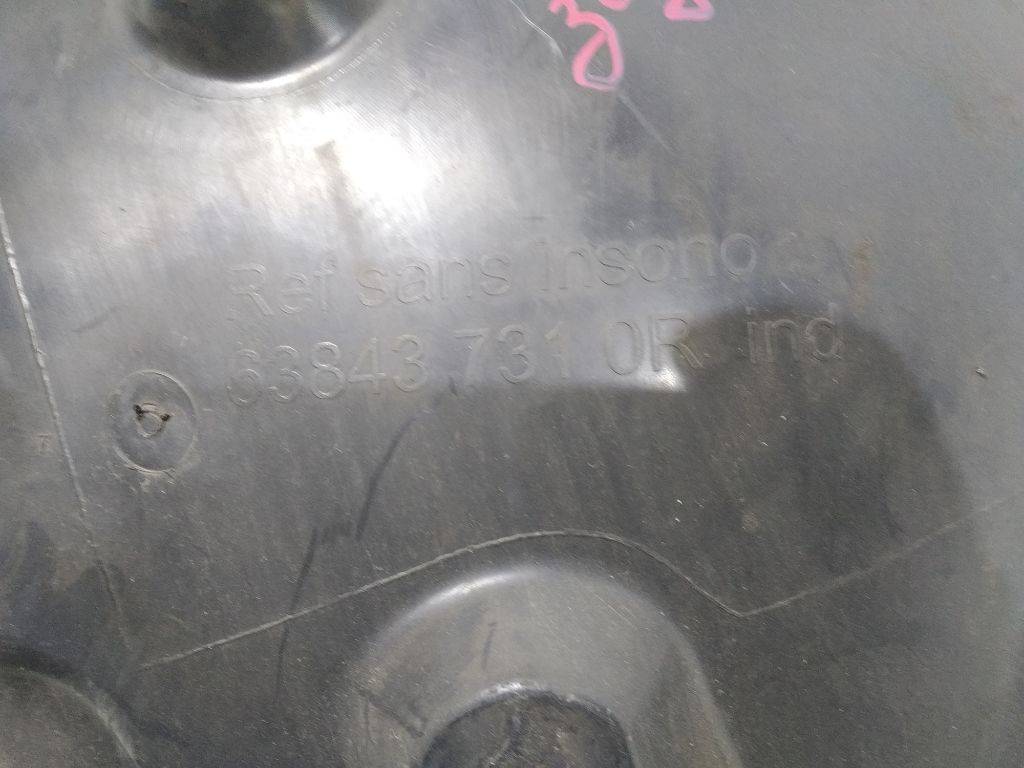 Ref sans Insono
63843 731 0R ind